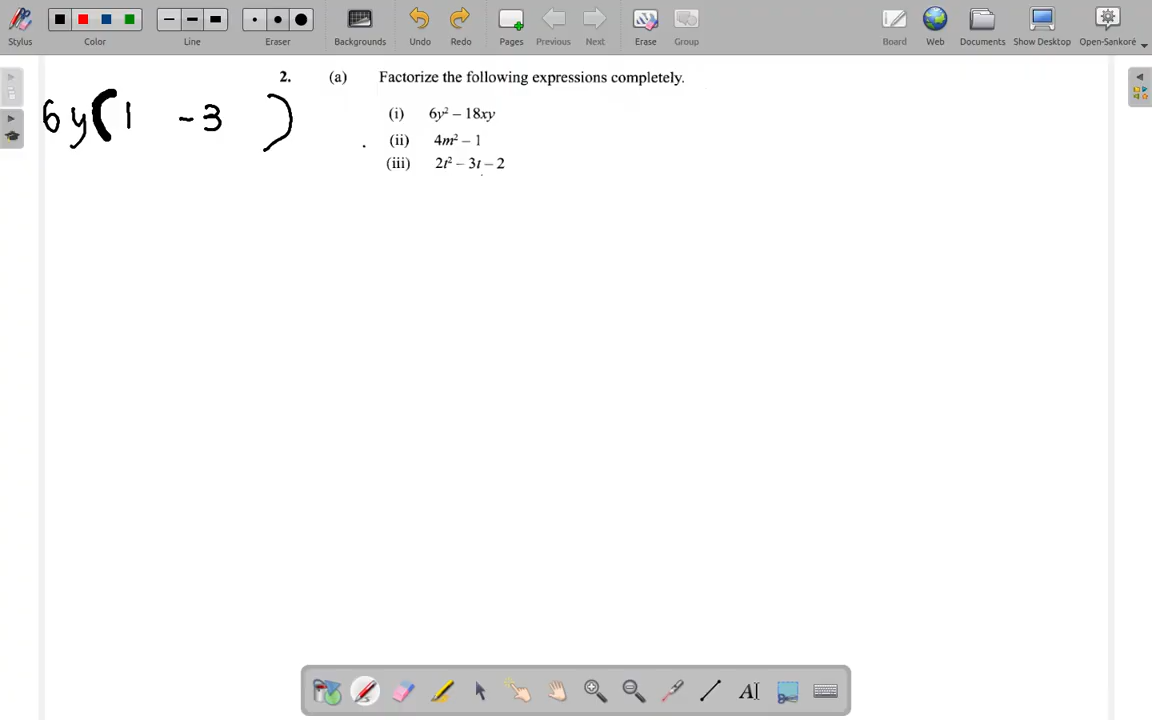 Stylus Color Line Eraser Backgrounds Undo Redo Pages Previous Next Erase Group Board Web Documents Show Desktop Open-Sankoré
2. (a) Factorize the following expressions completely.
6y(1 -3 )
(i) 6y² – 18xy
(ii) 4m² – 1
(iii) 2t² – 3t – 2